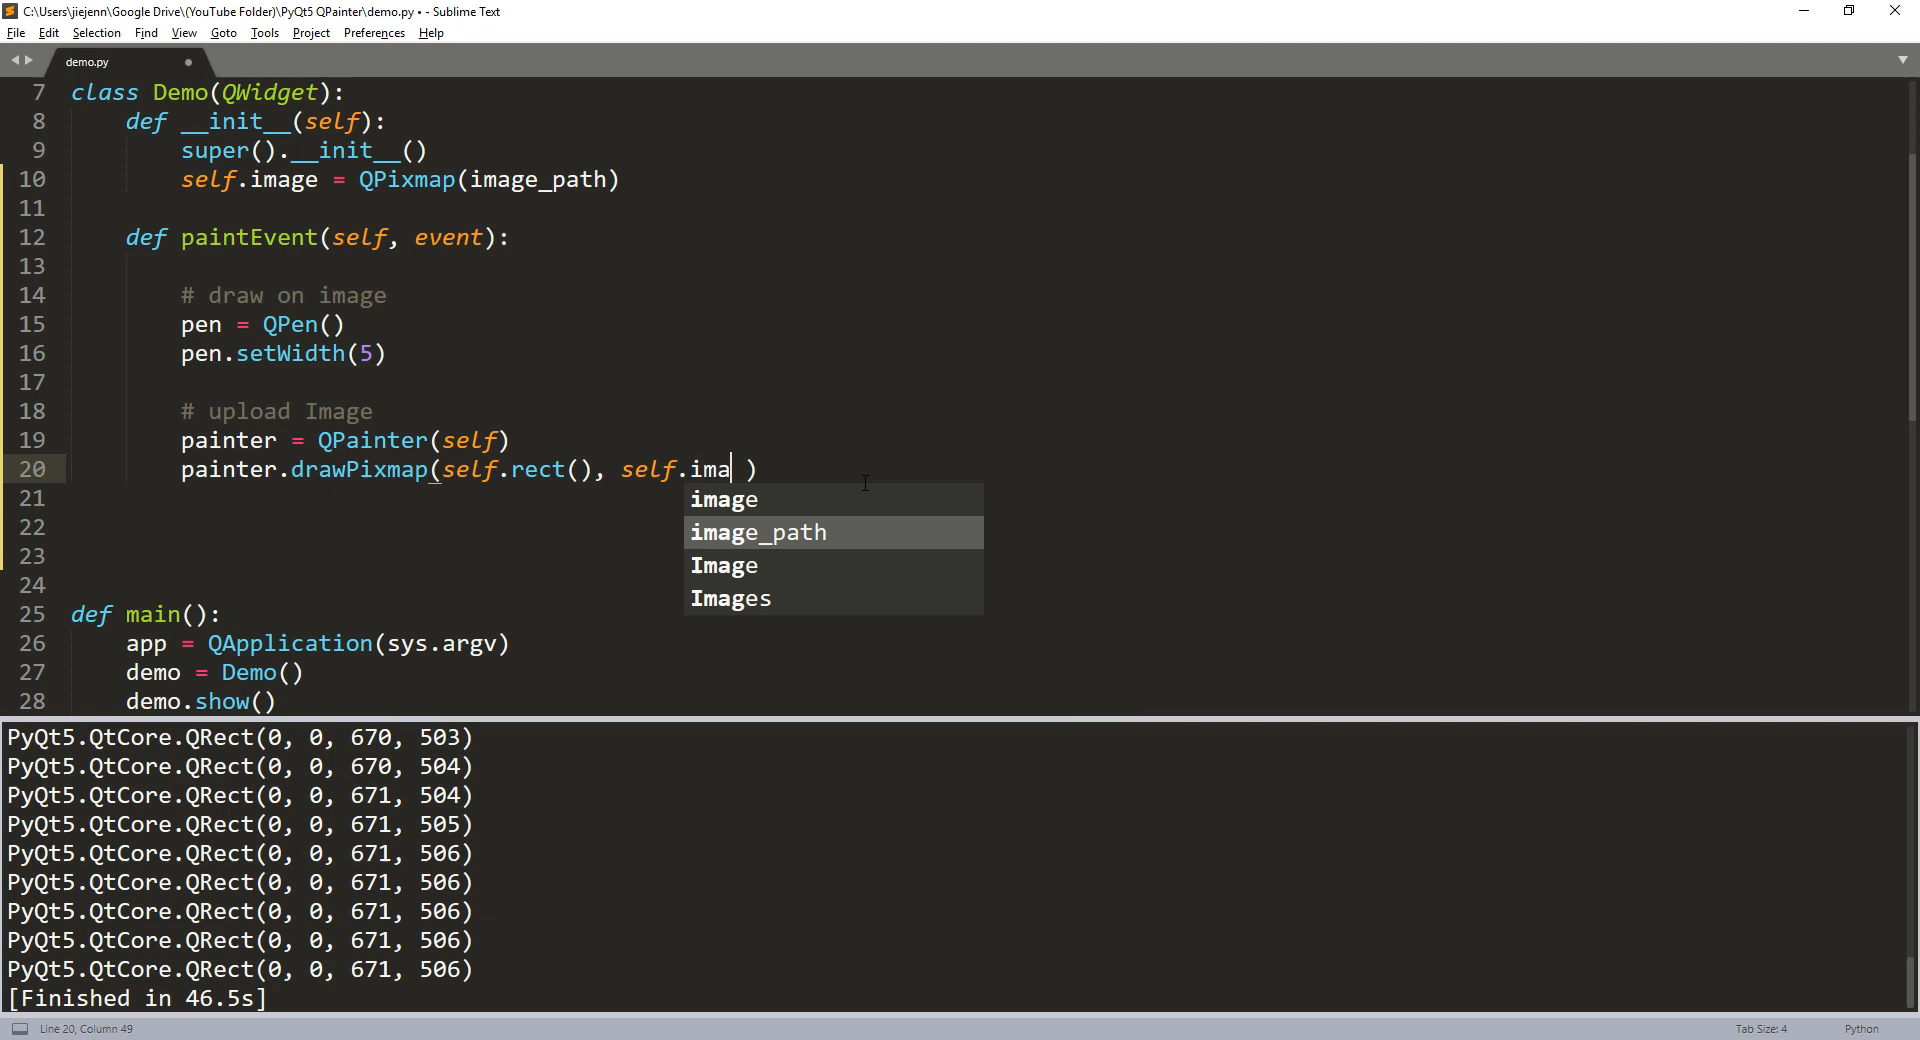 C:\Users\jiejenn\Google Drive\(YouTube Folder)\PyQt5 QPainter\demo.py • - Sublime Text
File Edit Selection Find View Goto Tools Project Preferences Help
demo.py
7 class Demo(QWidget):
8 def __init__(self):
9 super().__init__()
10 self.image = QPixmap(image_path)
11
12 def paintEvent(self, event):
13
14 # draw on image
15 pen = QPen()
16 pen.setWidth(5)
17
18 # upload Image
19 painter = QPainter(self)
20 painter.drawPixmap(self.rect(), self.ima )
21
image
22
image_path
23
Image
24
Images
25 def main():
26 app = QApplication(sys.argv)
27 demo = Demo()
28 demo.show()
PyQt5.QtCore.QRect(0, 0, 670, 503)
PyQt5.QtCore.QRect(0, 0, 670, 504)
PyQt5.QtCore.QRect(0, 0, 671, 504)
PyQt5.QtCore.QRect(0, 0, 671, 505)
PyQt5.QtCore.QRect(0, 0, 671, 506)
PyQt5.QtCore.QRect(0, 0, 671, 506)
PyQt5.QtCore.QRect(0, 0, 671, 506)
PyQt5.QtCore.QRect(0, 0, 671, 506)
PyQt5.QtCore.QRect(0, 0, 671, 506)
[Finished in 46.5s]
Line 20, Column 49
Tab Size: 4
Python